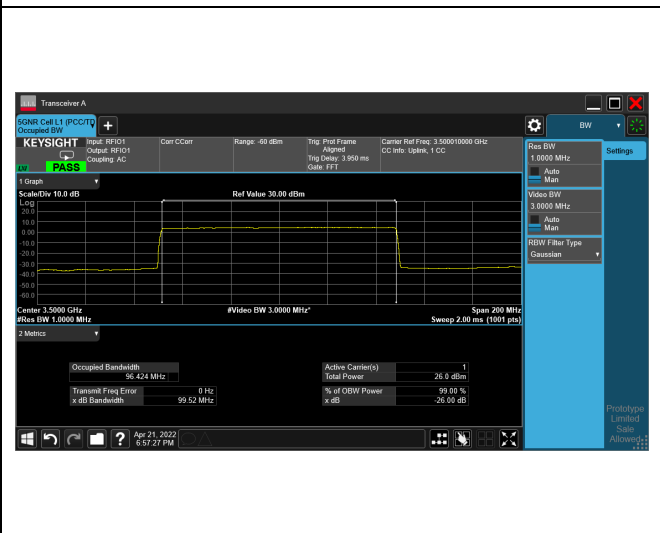 Transceiver A
5GNR Cell L1 (PCC/TD
Occupied BW
BW
KEYSIGHT
PASS
Input: RFIO1
Output: RFIO1
Coupling: AC
Corr CCorr
Range: -60 dBm
Trig: Prot Frame
Aligned
Trig Delay: 3.950 ms
Gate: FFT
Carrier Ref Freq: 3.500010000 GHz
CC Info: Uplink, 1 CC
Res BW
1.0000 MHz
Auto
Man
Settings
Video BW
3.0000 MHz
Auto
Man
RBW Filter Type
Gaussian
1 Graph
Scale/Div 10.0 dB
Ref Value 30.00 dBm
Log
20.0
10.0
0.00
-10.0
-20.0
-30.0
-40.0
-50.0
-60.0
Center 3.5000 GHz
#Video BW 3.0000 MHz*
Span 200 MHz
#Res BW 1.0000 MHz
Sweep 2.00 ms (1001 pts)
2 Metrics
Occupied Bandwidth
96.424 MHz
Active Carrier(s) 1
Total Power 26.0 dBm
Transmit Freq Error 0 Hz
x dB Bandwidth 99.52 MHz
% of OBW Power 99.00 %
x dB -26.00 dB
Prototype
Limited
Sale
Allowed
Apr 21, 2022
6:57:27 PM